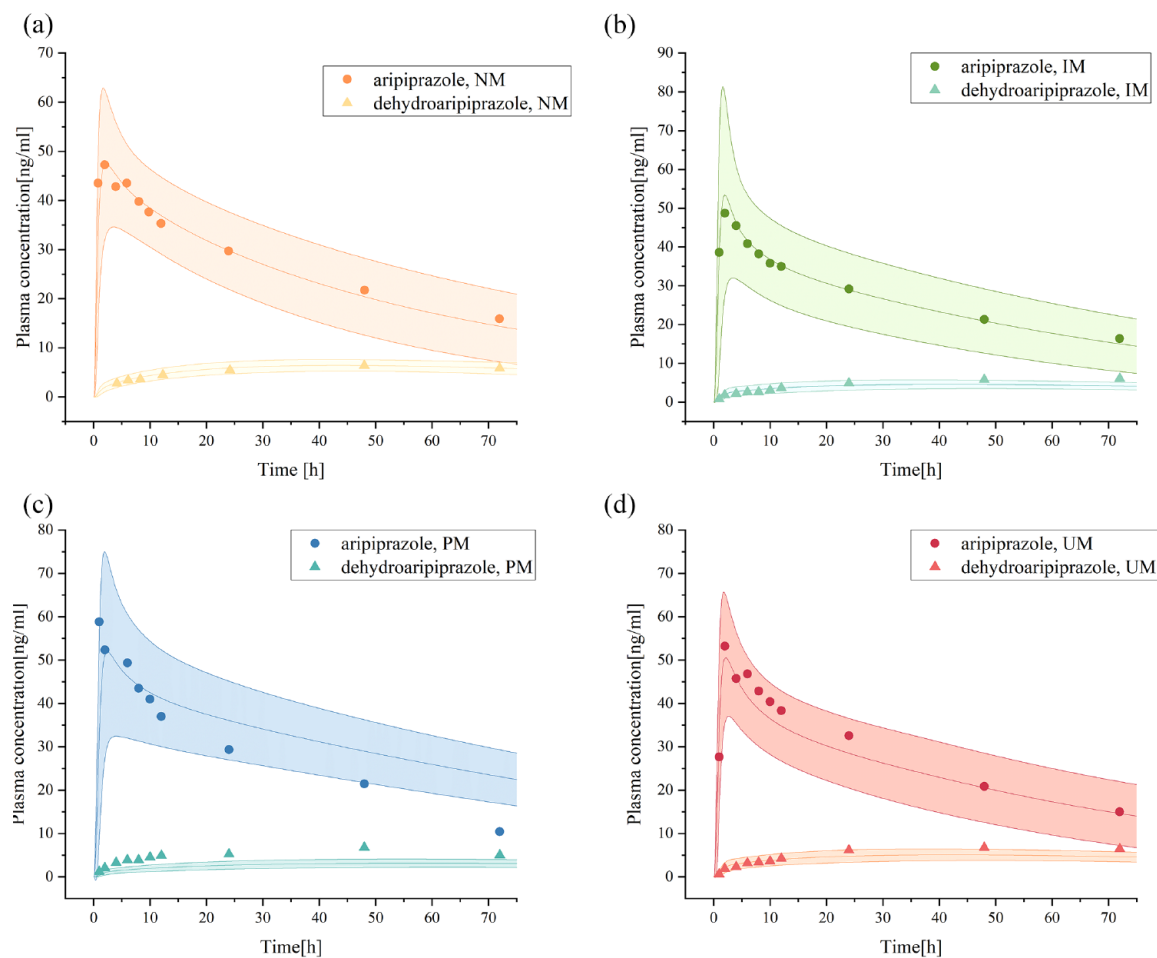 (a)
70
60
50
40
30
20
10
0
0 10 20 30 40 50 60 70
Plasma concentration[ng/ml]
Time [h]
aripiprazole, NM
dehydroaripiprazole, NM
(b)
90
80
70
60
50
40
30
20
10
0
0 10 20 30 40 50 60 70
Plasma concentration[ng/ml]
Time[h]
aripiprazole, IM
dehydroaripiprazole, IM
(c)
80
70
60
50
40
30
20
10
0
0 10 20 30 40 50 60 70
Plasma concentration[ng/ml]
Time[h]
aripiprazole, PM
dehydroaripiprazole, PM
(d)
80
70
60
50
40
30
20
10
0
0 10 20 30 40 50 60 70
Plasma concentration[ng/ml]
Time[h]
aripiprazole, UM
dehydroaripiprazole, UM